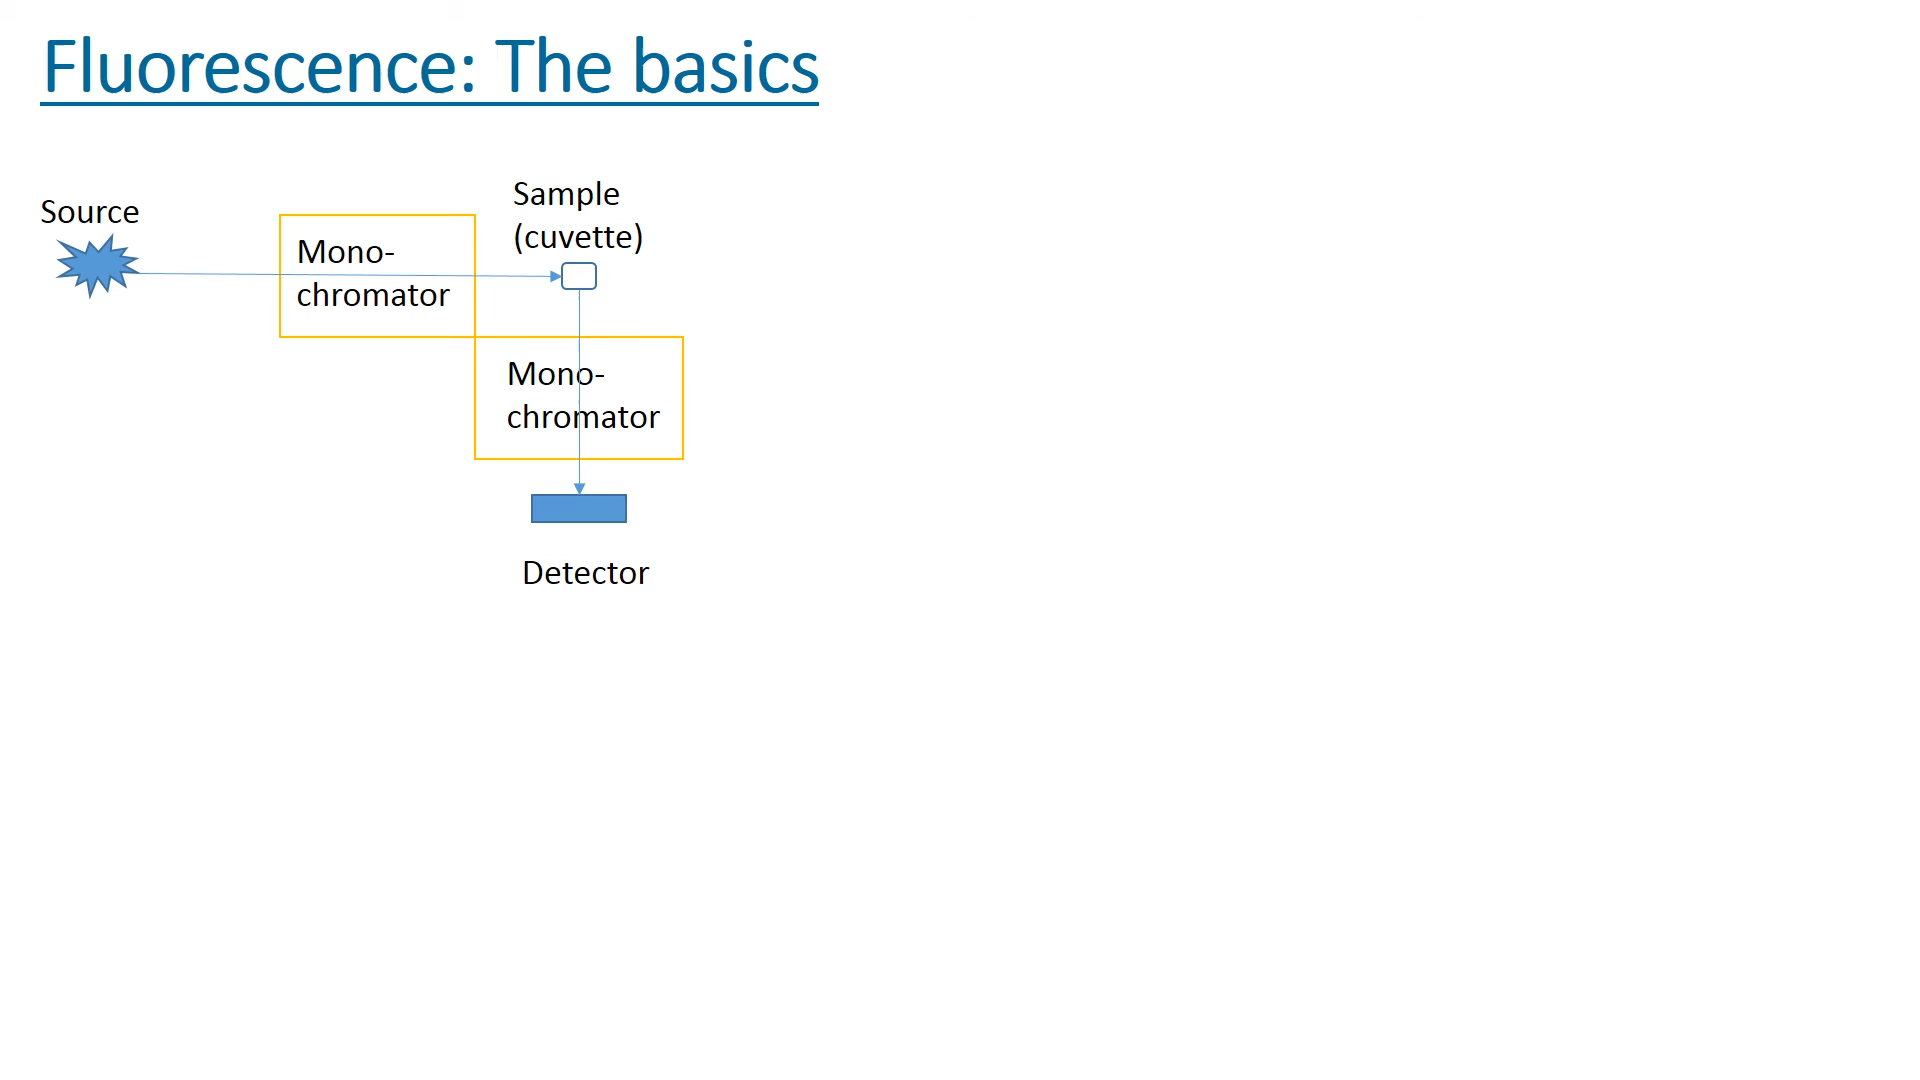 Fluorescence: The basics
Source
Sample
(cuvette)
Mono-
chromator
Mono-
chromator
Detector